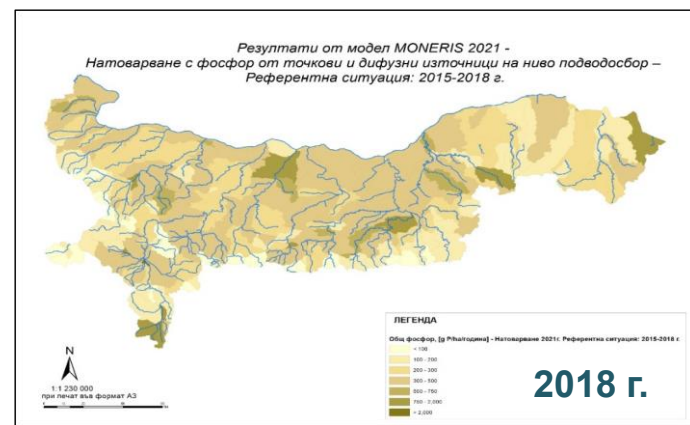 Резултати от модел MONERIS 2021 -
Натоварване с фосфор от точкови и дифузни източници на ниво подводосбор –
Референтна ситуация: 2015-2018 г.
ЛЕГЕНДА
Общ фосфор, [g P/ha/година] - Натоварване 2021г. Референтна ситуация: 2015-2018 г.
< 100
100 - 200
200 - 300
300 - 500
500 - 750
750 - 2,000
> 2,000
N
1:1 230 000
при печат във формат А3
2018 г.